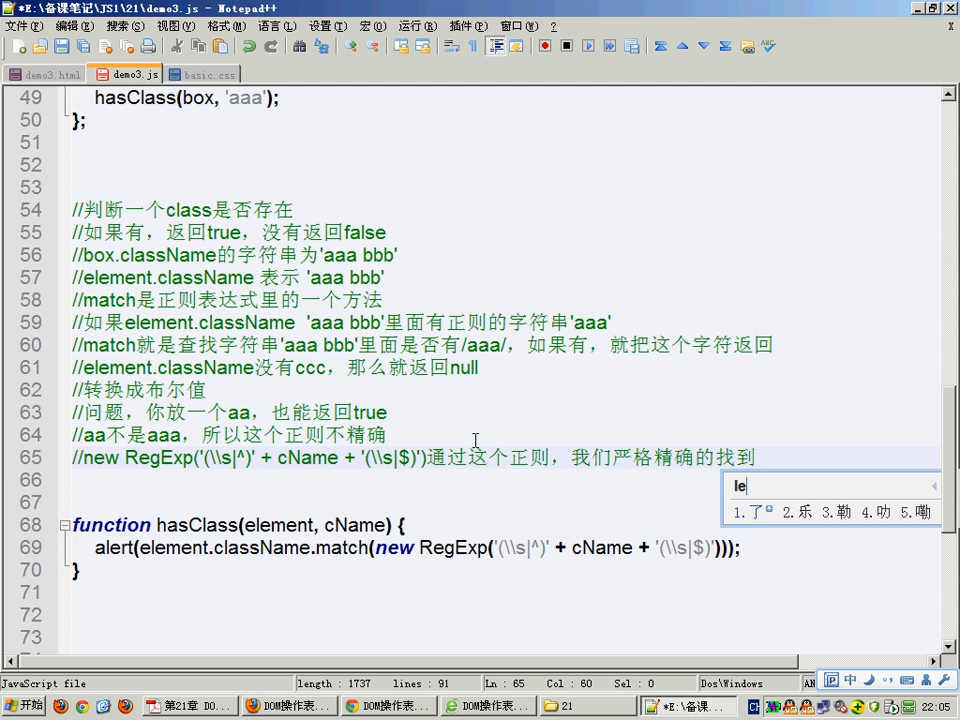 *E:\备课笔记\JS1\21\demo3.js - Notepad++
文件(F) 编辑(E) 搜索(S) 视图(V) 格式(M) 语言(L) 设置(T) 宏(O) 运行(R) 插件(P) 窗口(W) ? X
demo3.html demo3.js basic.css
49 hasClass(box, 'aaa');
50 };
51
52
53
54 //判断一个class是否存在
55 //如果有，返回true，没有返回false
56 //box.className的字符串为'aaa bbb'
57 //element.className 表示 'aaa bbb'
58 //match是正则表达式里的一个方法
59 //如果element.className  'aaa bbb'里面有正则的字符串'aaa'
60 //match就是查找字符串'aaa bbb'里面是否有/aaa/，如果有，就把这个字符返回
61 //element.className没有ccc，那么就返回null
62 //转换成布尔值
63 //问题，你放一个aa，也能返回true
64 //aa不是aaa，所以这个正则不精确
65 //new RegExp('(\\s|^)' + cName + '(\\s|$)')通过这个正则，我们严格精确的找到
66
le
67
1.了 2.乐 3.勒 4.叻 5.嘞
68 function hasClass(element, cName) {
69 alert(element.className.match(new RegExp('(\\s|^)' + cName + '(\\s|$)')));
70 }
71
72
73
JavaScript file length : 1737 lines : 91 Ln : 65 Col : 60 Sel : 0 Dos\Windows AN 中
开始 第21章 DO... DOM操作表... DOM操作表... DOM操作表... 21 *E:\备课... CH 22:05